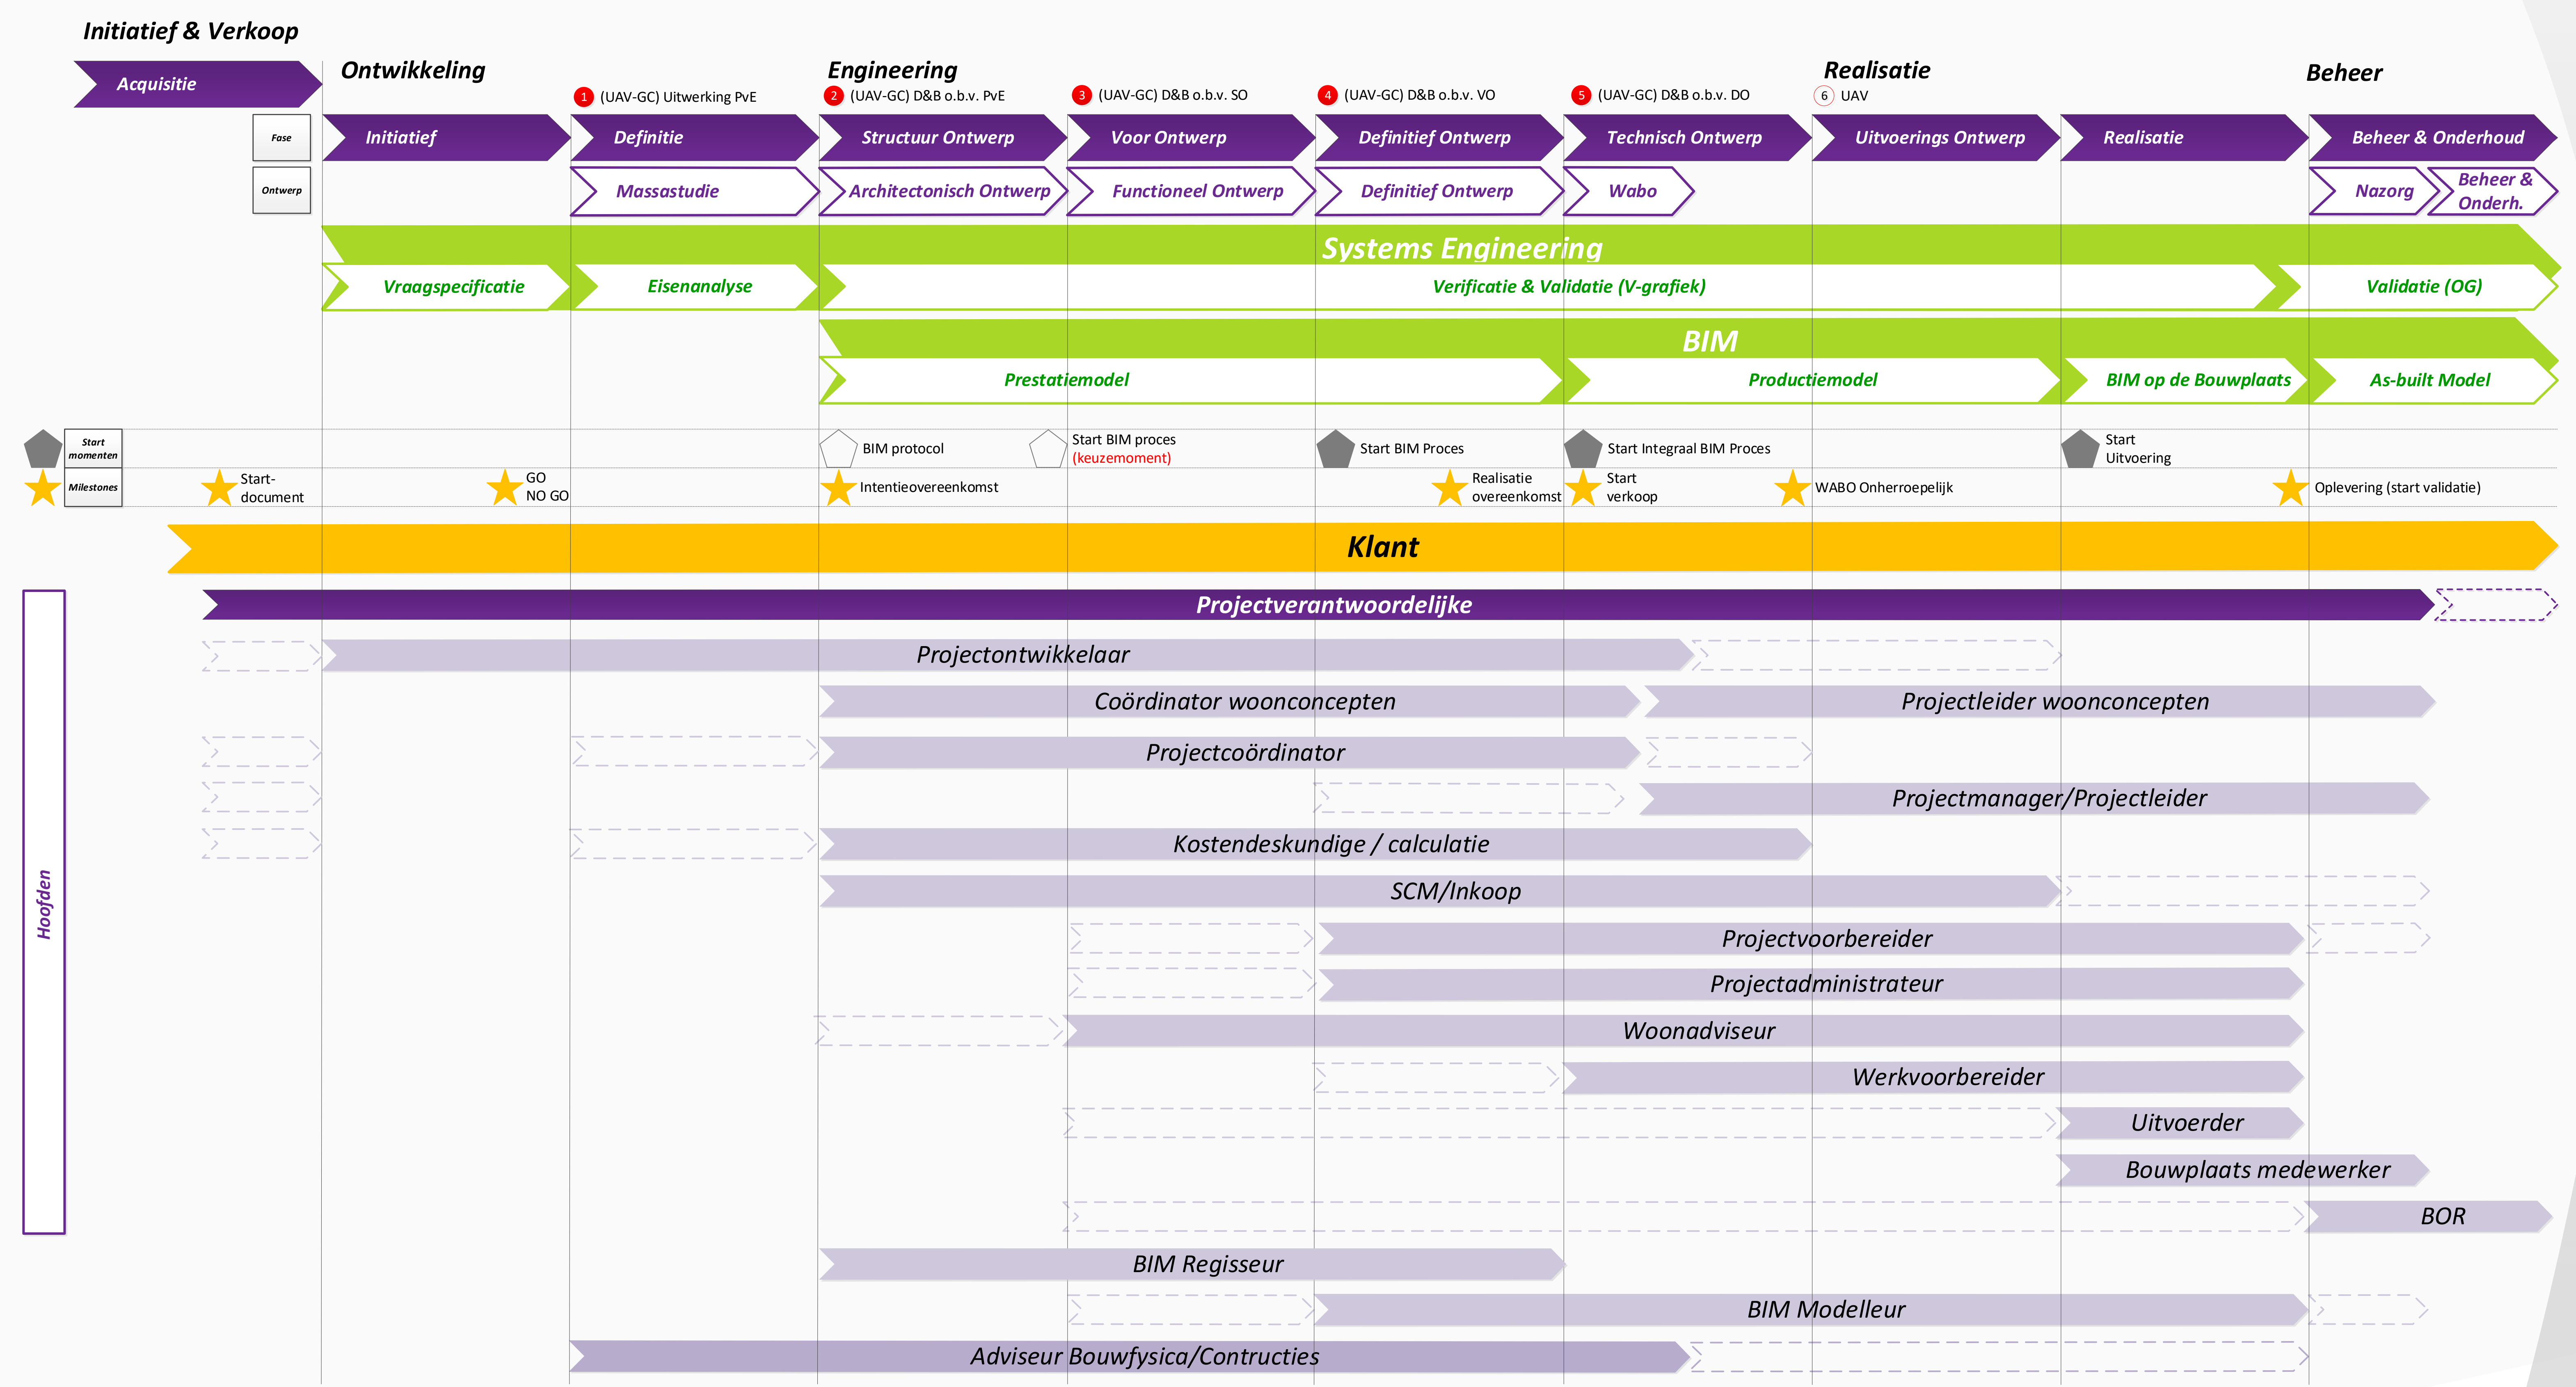 Initiatief & Verkoop
Acquisitie
Ontwikkeling
Engineering
Realisatie
Beheer
1 (UAV-GC) Uitwerking PvE
2 (UAV-GC) D&B o.b.v. PvE
3 (UAV-GC) D&B o.b.v. SO
4 (UAV-GC) D&B o.b.v. VO
5 (UAV-GC) D&B o.b.v. DO
6 UAV
Fase
Initiatief
Definitie
Structuur Ontwerp
Voor Ontwerp
Definitief Ontwerp
Technisch Ontwerp
Uitvoerings Ontwerp
Realisatie
Beheer & Onderhoud
Ontwerp
Massastudie
Architectonisch Ontwerp
Functioneel Ontwerp
Definitief Ontwerp
Wabo
Nazorg
Beheer &
Onderh.
Systems Engineering
Vraagspecificatie
Eisenanalyse
Verificatie & Validatie (V-grafiek)
Validatie (OG)
BIM
Prestatiemodel
Productiemodel
BIM op de Bouwplaats
As-built Model
Start
momenten
BIM protocol
Start BIM proces
(keuzemoment)
Start BIM Proces
Start Integraal BIM Proces
Start
Uitvoering
Milestones
Start-
document
GO
NO GO
Intentieovereenkomst
Realisatie
overeenkomst
Start
verkoop
WABO Onherroepelijk
Oplevering (start validatie)
Klant
Hoofden
Projectverantwoordelijke
Projectontwikkelaar
Coördinator woonconcepten
Projectleider woonconcepten
Projectcoördinator
Projectmanager/Projectleider
Kostendeskundige / calculatie
SCM/Inkoop
Projectvoorbereider
Projectadministrateur
Woonadviseur
Werkvoorbereider
Uitvoerder
Bouwplaats medewerker
BOR
BIM Regisseur
BIM Modelleur
Adviseur Bouwfysica/Contructies